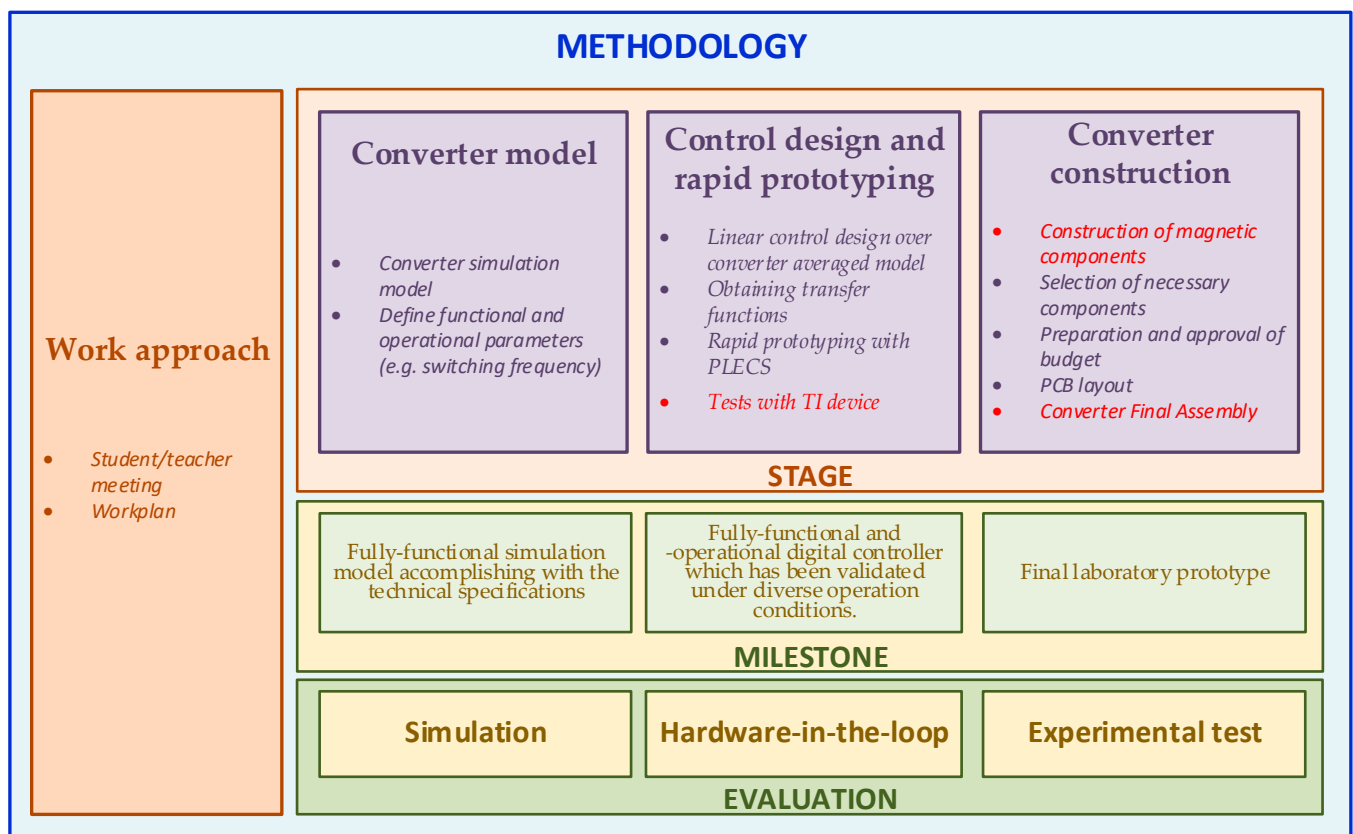 METHODOLOGY
Work approach
• Student/teacher
meeting
• Workplan
Converter model
• Converter simulation
model
• Define functional and
operational parameters
(e.g. switching frequency)
Control design and
rapid prototyping
• Linear control design over
converter averaged model
• Obtaining transfer
functions
• Rapid prototyping with
PLECS
• Tests with TI device
Converter
construction
• Construction of magnetic
components
• Selection of necessary
components
• Preparation and approval of
budget
• PCB layout
• Converter Final Assembly
STAGE
Fully-functional simulation
model accomplishing with the
technical specifications
Fully-functional and
-operational digital controller
which has been validated
under diverse operation
conditions.
Final laboratory prototype
MILESTONE
Simulation
Hardware-in-the-loop
Experimental test
EVALUATION